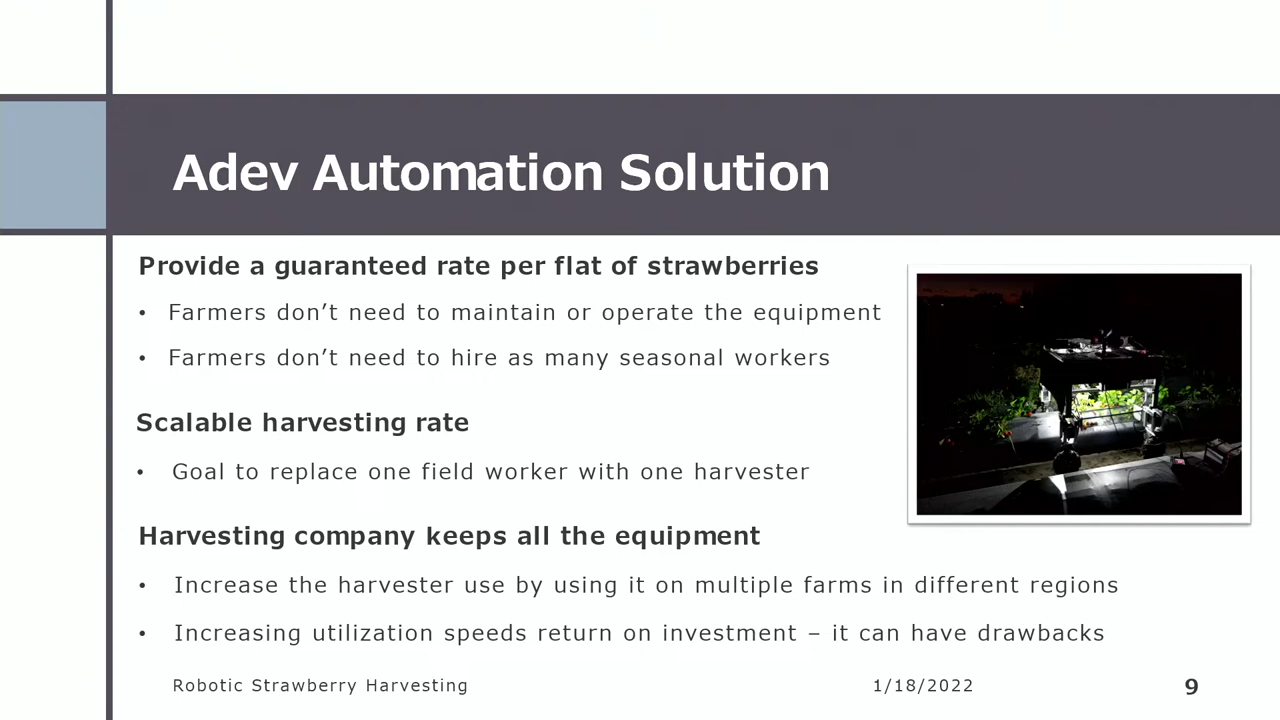 Adev Automation Solution
Provide a guaranteed rate per flat of strawberries
• Farmers don’t need to maintain or operate the equipment
• Farmers don’t need to hire as many seasonal workers
Scalable harvesting rate
• Goal to replace one field worker with one harvester
Harvesting company keeps all the equipment
• Increase the harvester use by using it on multiple farms in different regions
• Increasing utilization speeds return on investment – it can have drawbacks
Robotic Strawberry Harvesting 1/18/2022 9